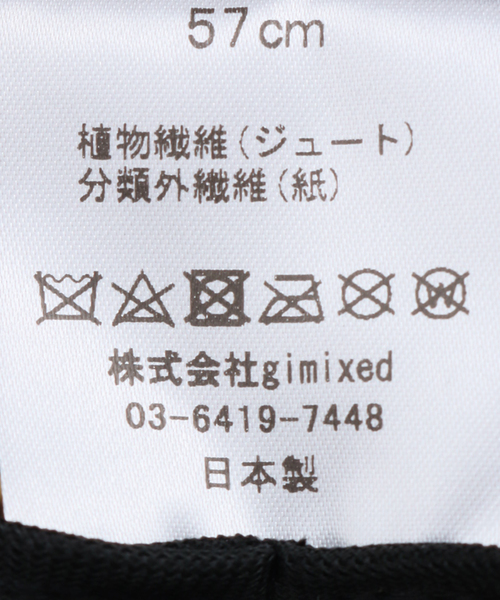 57cm
植物繊維(ジュート)
分類外繊維(紙)
W
株式会社gimixed
03-6419-7448
日本製